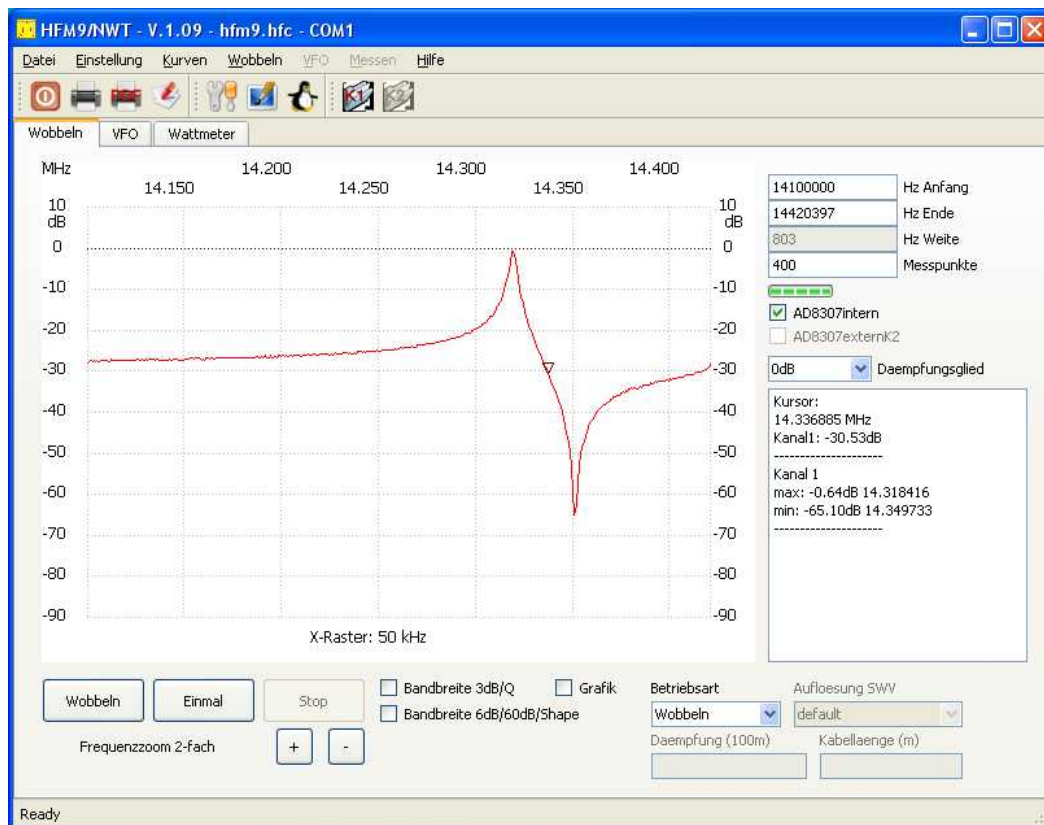 HFM9/NWT - V.1.09 - hfm9.hfc - COM1
Datei Einstellung Kurven Wobbeln VFO Messen Hilfe
K1 K2
Wobbeln VFO Wattmeter
MHz 14.200 14.300 14.400
14.150 14.250 14.350
10 10
dB dB
0 0
-10 -10
-20 -20
-30 -30
-40 -40
-50 -50
-60 -60
-70 -70
-80 -80
-90 -90
X-Raster: 50 kHz
14100000 Hz Anfang
14420397 Hz Ende
803 Hz Weite
400 Messpunkte
AD8307intern
AD8307externK2
0dB Daempfungsglied
Kursor:
14.336885 MHz
Kanal1: -30.53dB
---------------------
Kanal 1
max: -0.64dB 14.318416
min: -65.10dB 14.349733
---------------------
Wobbeln Einmal Stop
Bandbreite 3dB/Q Grafik
Bandbreite 6dB/60dB/Shape
Frequenzzoom 2-fach + -
Betriebsart Aufloesung SWV
Wobbeln default
Daempfung (100m) Kabellaenge (m)
Ready